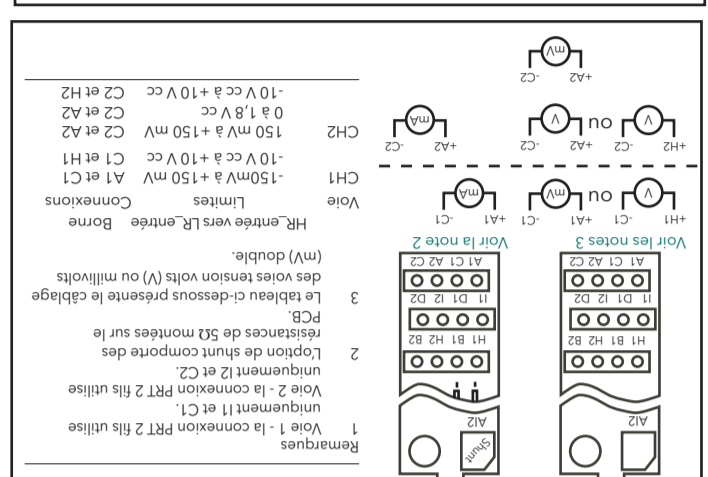 Remarques
1 Voie 1 - la connexion PRT 2 fils utilise
uniquement I1 et C1.
Voie 2 - la connexion PRT 2 fils utilise
uniquement I2 et C2.
2 L'option de shunt comporte des
résistances de 5Ω montées sur le
PCB.
3 Le tableau ci-dessous présente le câblage
des voies tension volts (V) ou millivolts
(mV) double.
HR_entrée vers LR_entrée Borne
Voie Limites Connexions
CH1 -150mV à +150 mV A1 et C1
-10 V cc à +10 V cc C1 et H1
CH2 150 mV à +150 mV C2 et A2
0 à 1,8 V cc C2 et A2
-10 V cc à +10 V cc C2 et H2
Shunt
AI2
H1 B1 H2 B2
I1 D1 I2 D2
A1 C1 A2 C2
Voir la note 2
+A1 -C1
mA
+A2 -C2
mA
AI2
H1 B1 H2 B2
I1 D1 I2 D2
A1 C1 A2 C2
Voir les notes 3
+H1 -C1 +A1 -C1
V ou mV
+H2 -C2 +A2 -C2
V ou V
+A2 -C2
mV